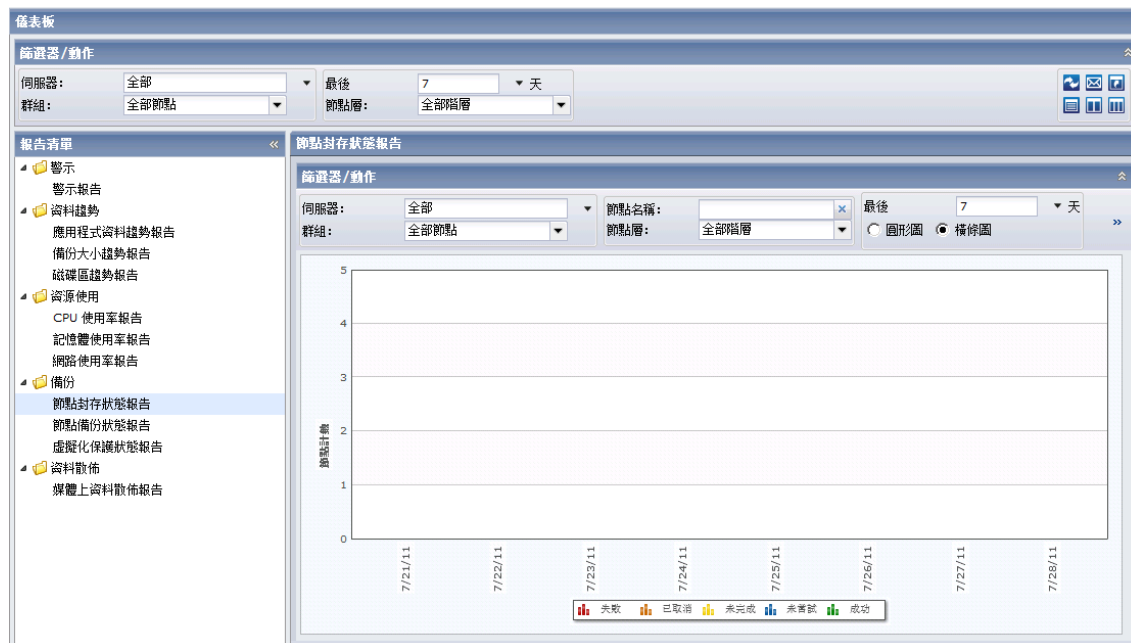 儀表板
篩選器/動作
伺服器: 全部 最後 7 天
群組: 全部節點 節點層: 全部階層
報告清單
警示
警示報告
資料趨勢
應用程式資料趨勢報告
備份大小趨勢報告
磁碟區趨勢報告
資源使用
CPU 使用率報告
記憶體使用率報告
網路使用率報告
備份
節點封存狀態報告
節點備份狀態報告
虛擬化保護狀態報告
資料散佈
媒體上資料散佈報告
節點封存狀態報告
篩選器/動作
伺服器: 全部 節點名稱: 最後 7 天
群組: 全部節點 節點層: 全部階層 圓形圖 橫條圖
節點計數
5
4
3
2
1
0
7/21/11
7/22/11
7/23/11
7/24/11
7/25/11
7/26/11
7/27/11
7/28/11
失敗 已取消 未完成 未嘗試 成功